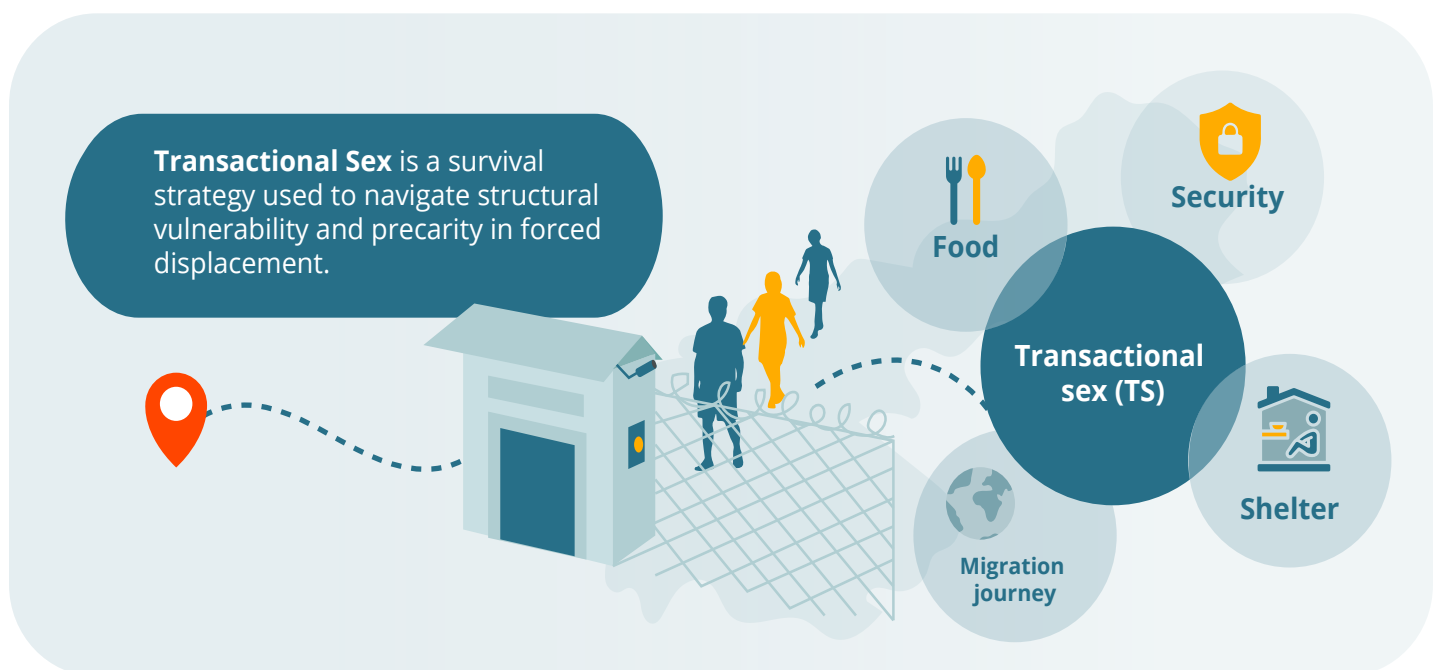 Transactional Sex is a survival
strategy used to navigate structural
vulnerability and precarity in forced
displacement.
Food
Security
Transactional
sex (TS)
Shelter
Migration
journey